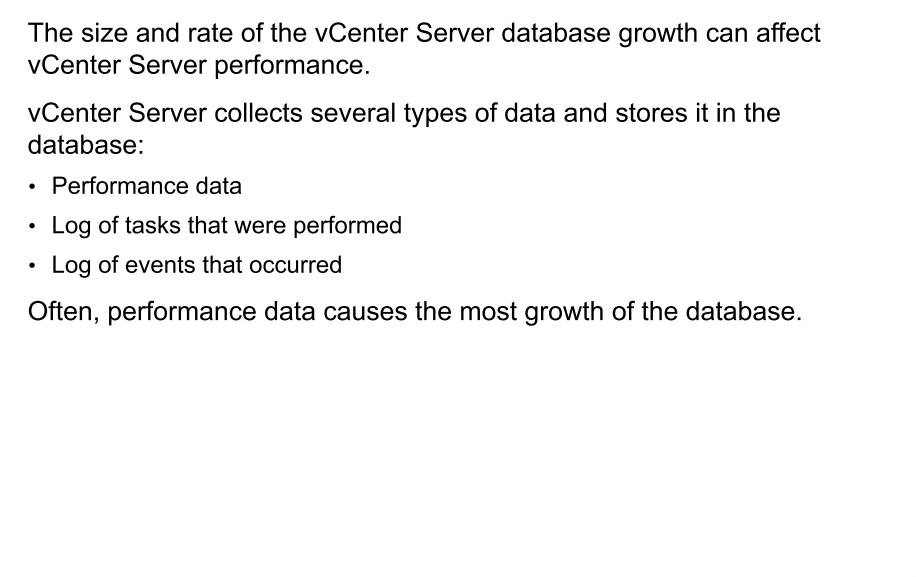 The size and rate of the vCenter Server database growth can affect
vCenter Server performance.
vCenter Server collects several types of data and stores it in the
database:
• Performance data
• Log of tasks that were performed
• Log of events that occurred
Often, performance data causes the most growth of the database.